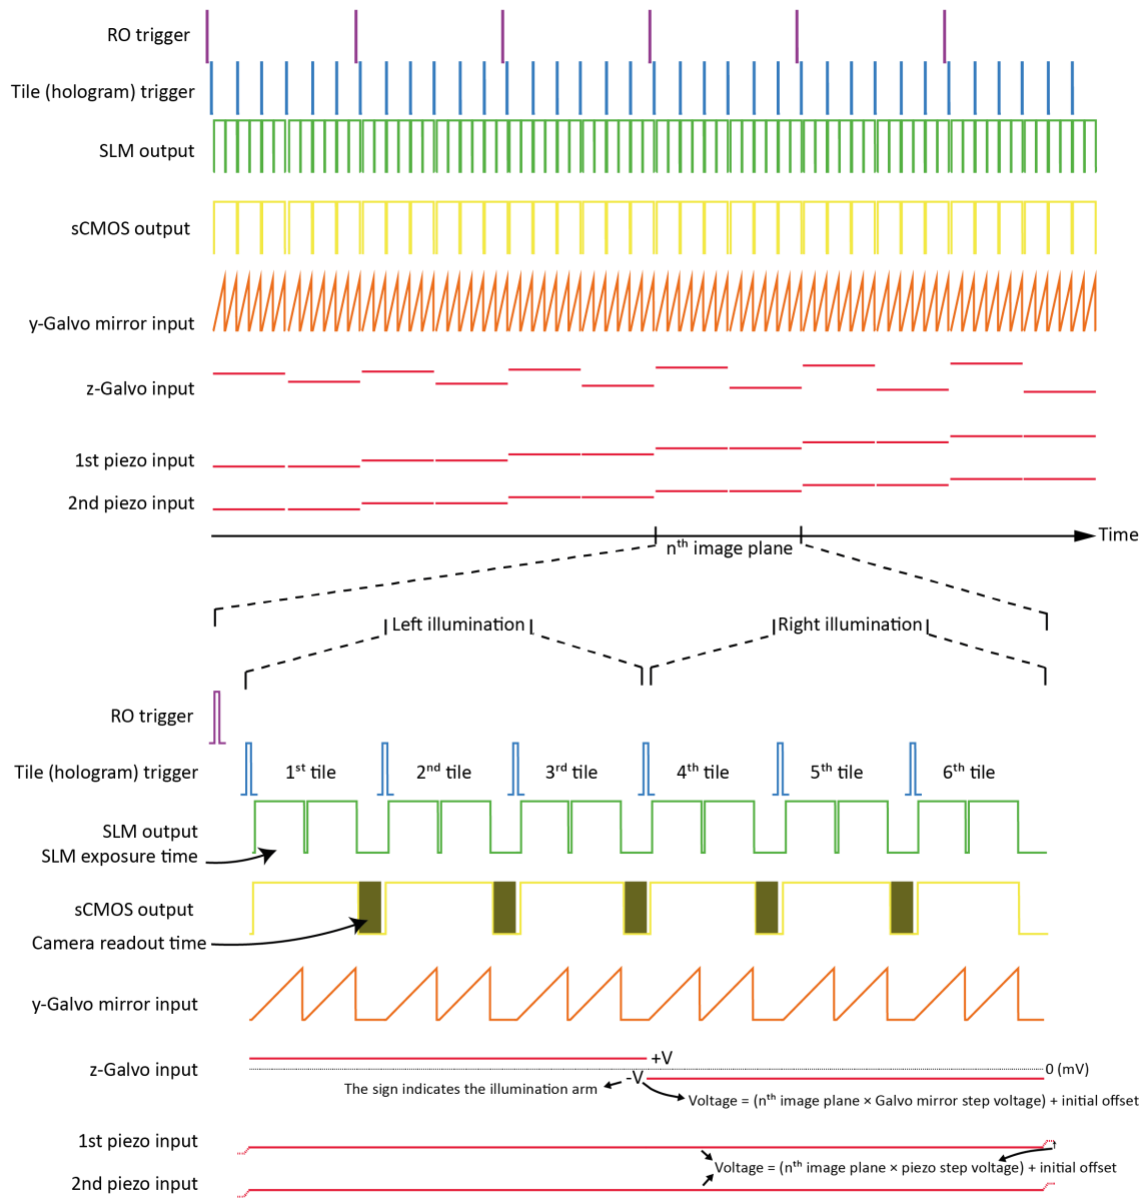 RO trigger
Tile (hologram) trigger
SLM output
sCMOS output
y-Galvo mirror input
z-Galvo input
1st piezo input
2nd piezo input
Time
nth image plane
Left illumination
Right illumination
RO trigger
Tile (hologram) trigger
1st tile
2nd tile
3rd tile
4th tile
5th tile
6th tile
SLM output
SLM exposure time
sCMOS output
Camera readout time
y-Galvo mirror input
z-Galvo input
+V
0 (mV)
-V
The sign indicates the illumination arm
Voltage = (nth image plane × Galvo mirror step voltage) + initial offset
1st piezo input
Voltage = (nth image plane × piezo step voltage) + initial offset
2nd piezo input